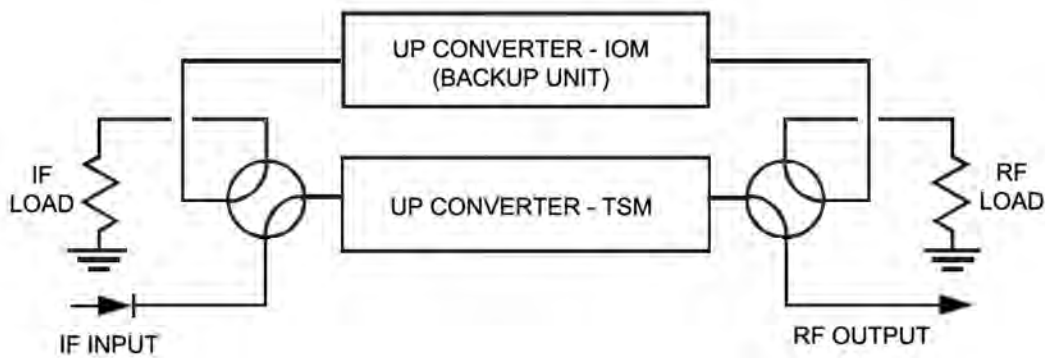 UP CONVERTER - IOM
(BACKUP UNIT)
IF
LOAD
UP CONVERTER - TSM
RF
LOAD
IF INPUT
RF OUTPUT